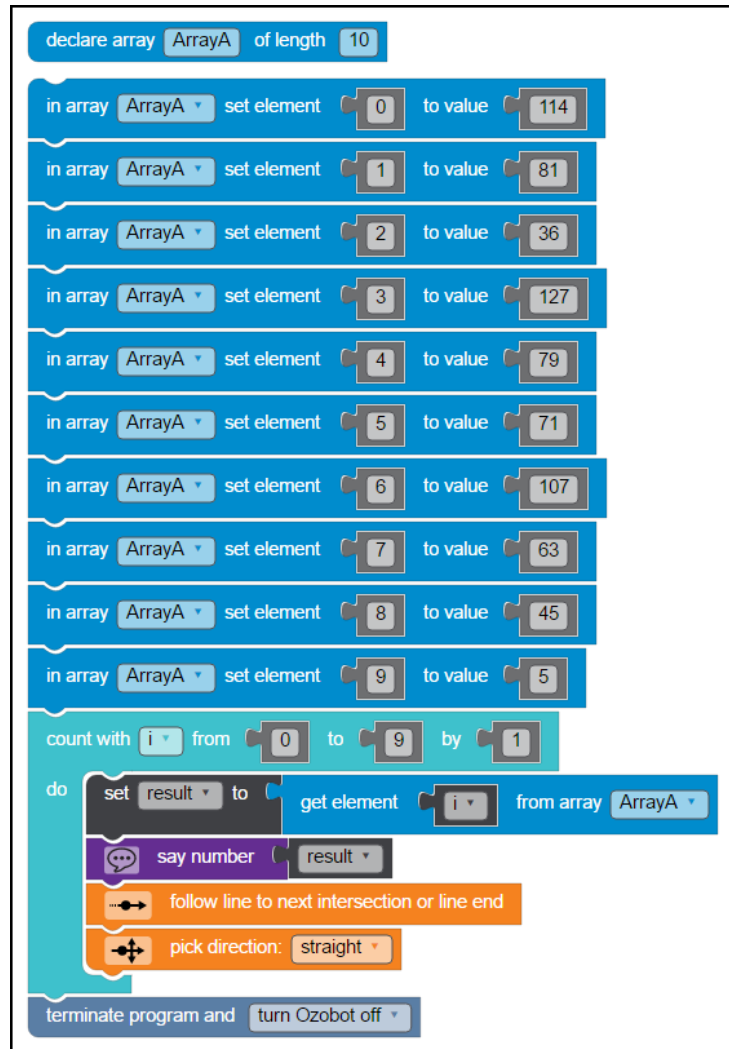 declare array ArrayA of length 10
in array ArrayA set element 0 to value 114
in array ArrayA set element 1 to value 81
in array ArrayA set element 2 to value 36
in array ArrayA set element 3 to value 127
in array ArrayA set element 4 to value 79
in array ArrayA set element 5 to value 71
in array ArrayA set element 6 to value 107
in array ArrayA set element 7 to value 63
in array ArrayA set element 8 to value 45
in array ArrayA set element 9 to value 5
count with i from 0 to 9 by 1
do set result to get element i from array ArrayA
say number result
follow line to next intersection or line end
pick direction: straight
terminate program and turn Ozobot off